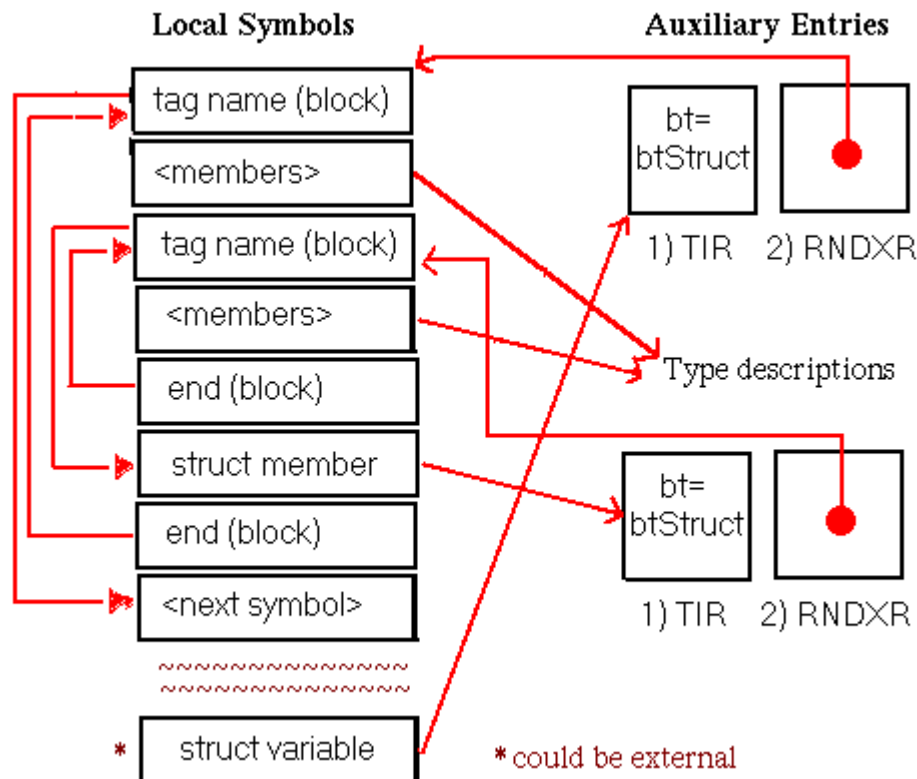 Local Symbols
Auxiliary Entries
tag name (block)
<members>
tag name (block)
<members>
end (block)
struct member
end (block)
<next symbol>
~~~~~~~~~~~~~~
~~~~~~~~~~~~~~
* struct variable
* could be external
bt=
btStruct
1) TIR
2) RNDXR
Type descriptions
bt=
btStruct
1) TIR
2) RNDXR